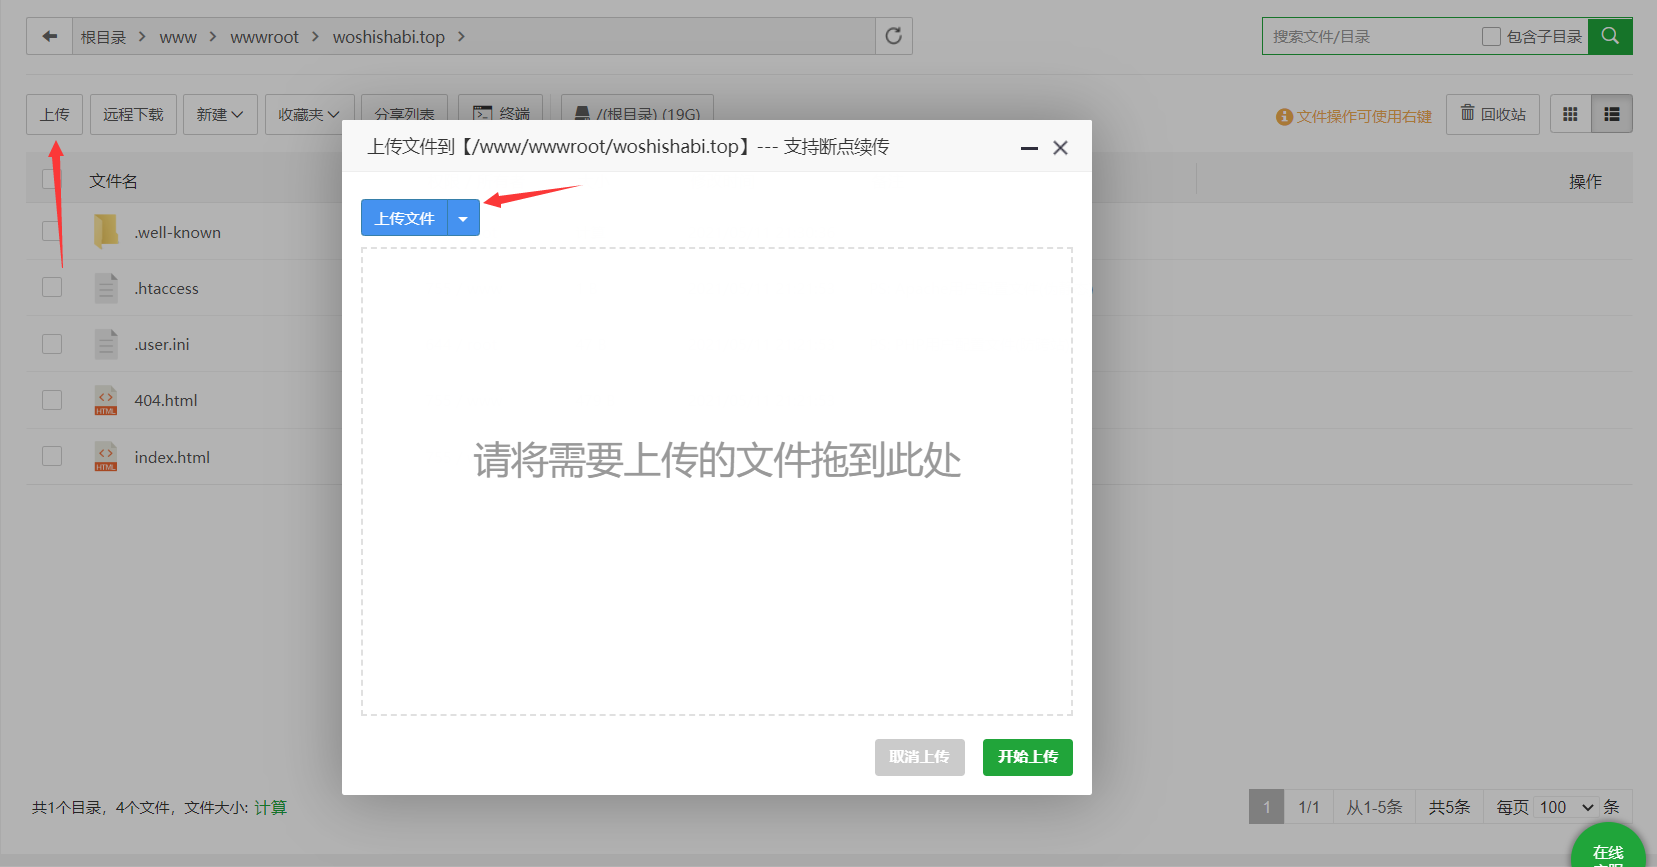 根目录 > www > wwwroot > woshishabi.top >
搜索文件/目录 包含子目录
上传 远程下载 新建 收藏夹 分享列表 终端 /(根目录) (19G) 文件操作可使用右键 回收站
上传文件到【/www/wwwroot/woshishabi.top】--- 支持断点续传
文件名 操作
上传文件
.well-known
.htaccess
.user.ini
404.html
请将需要上传的文件拖到此处
index.html
取消上传 开始上传
共1个目录，4个文件，文件大小: 计算
1 1/1 从1-5条 共5条 每页 100 条
在线